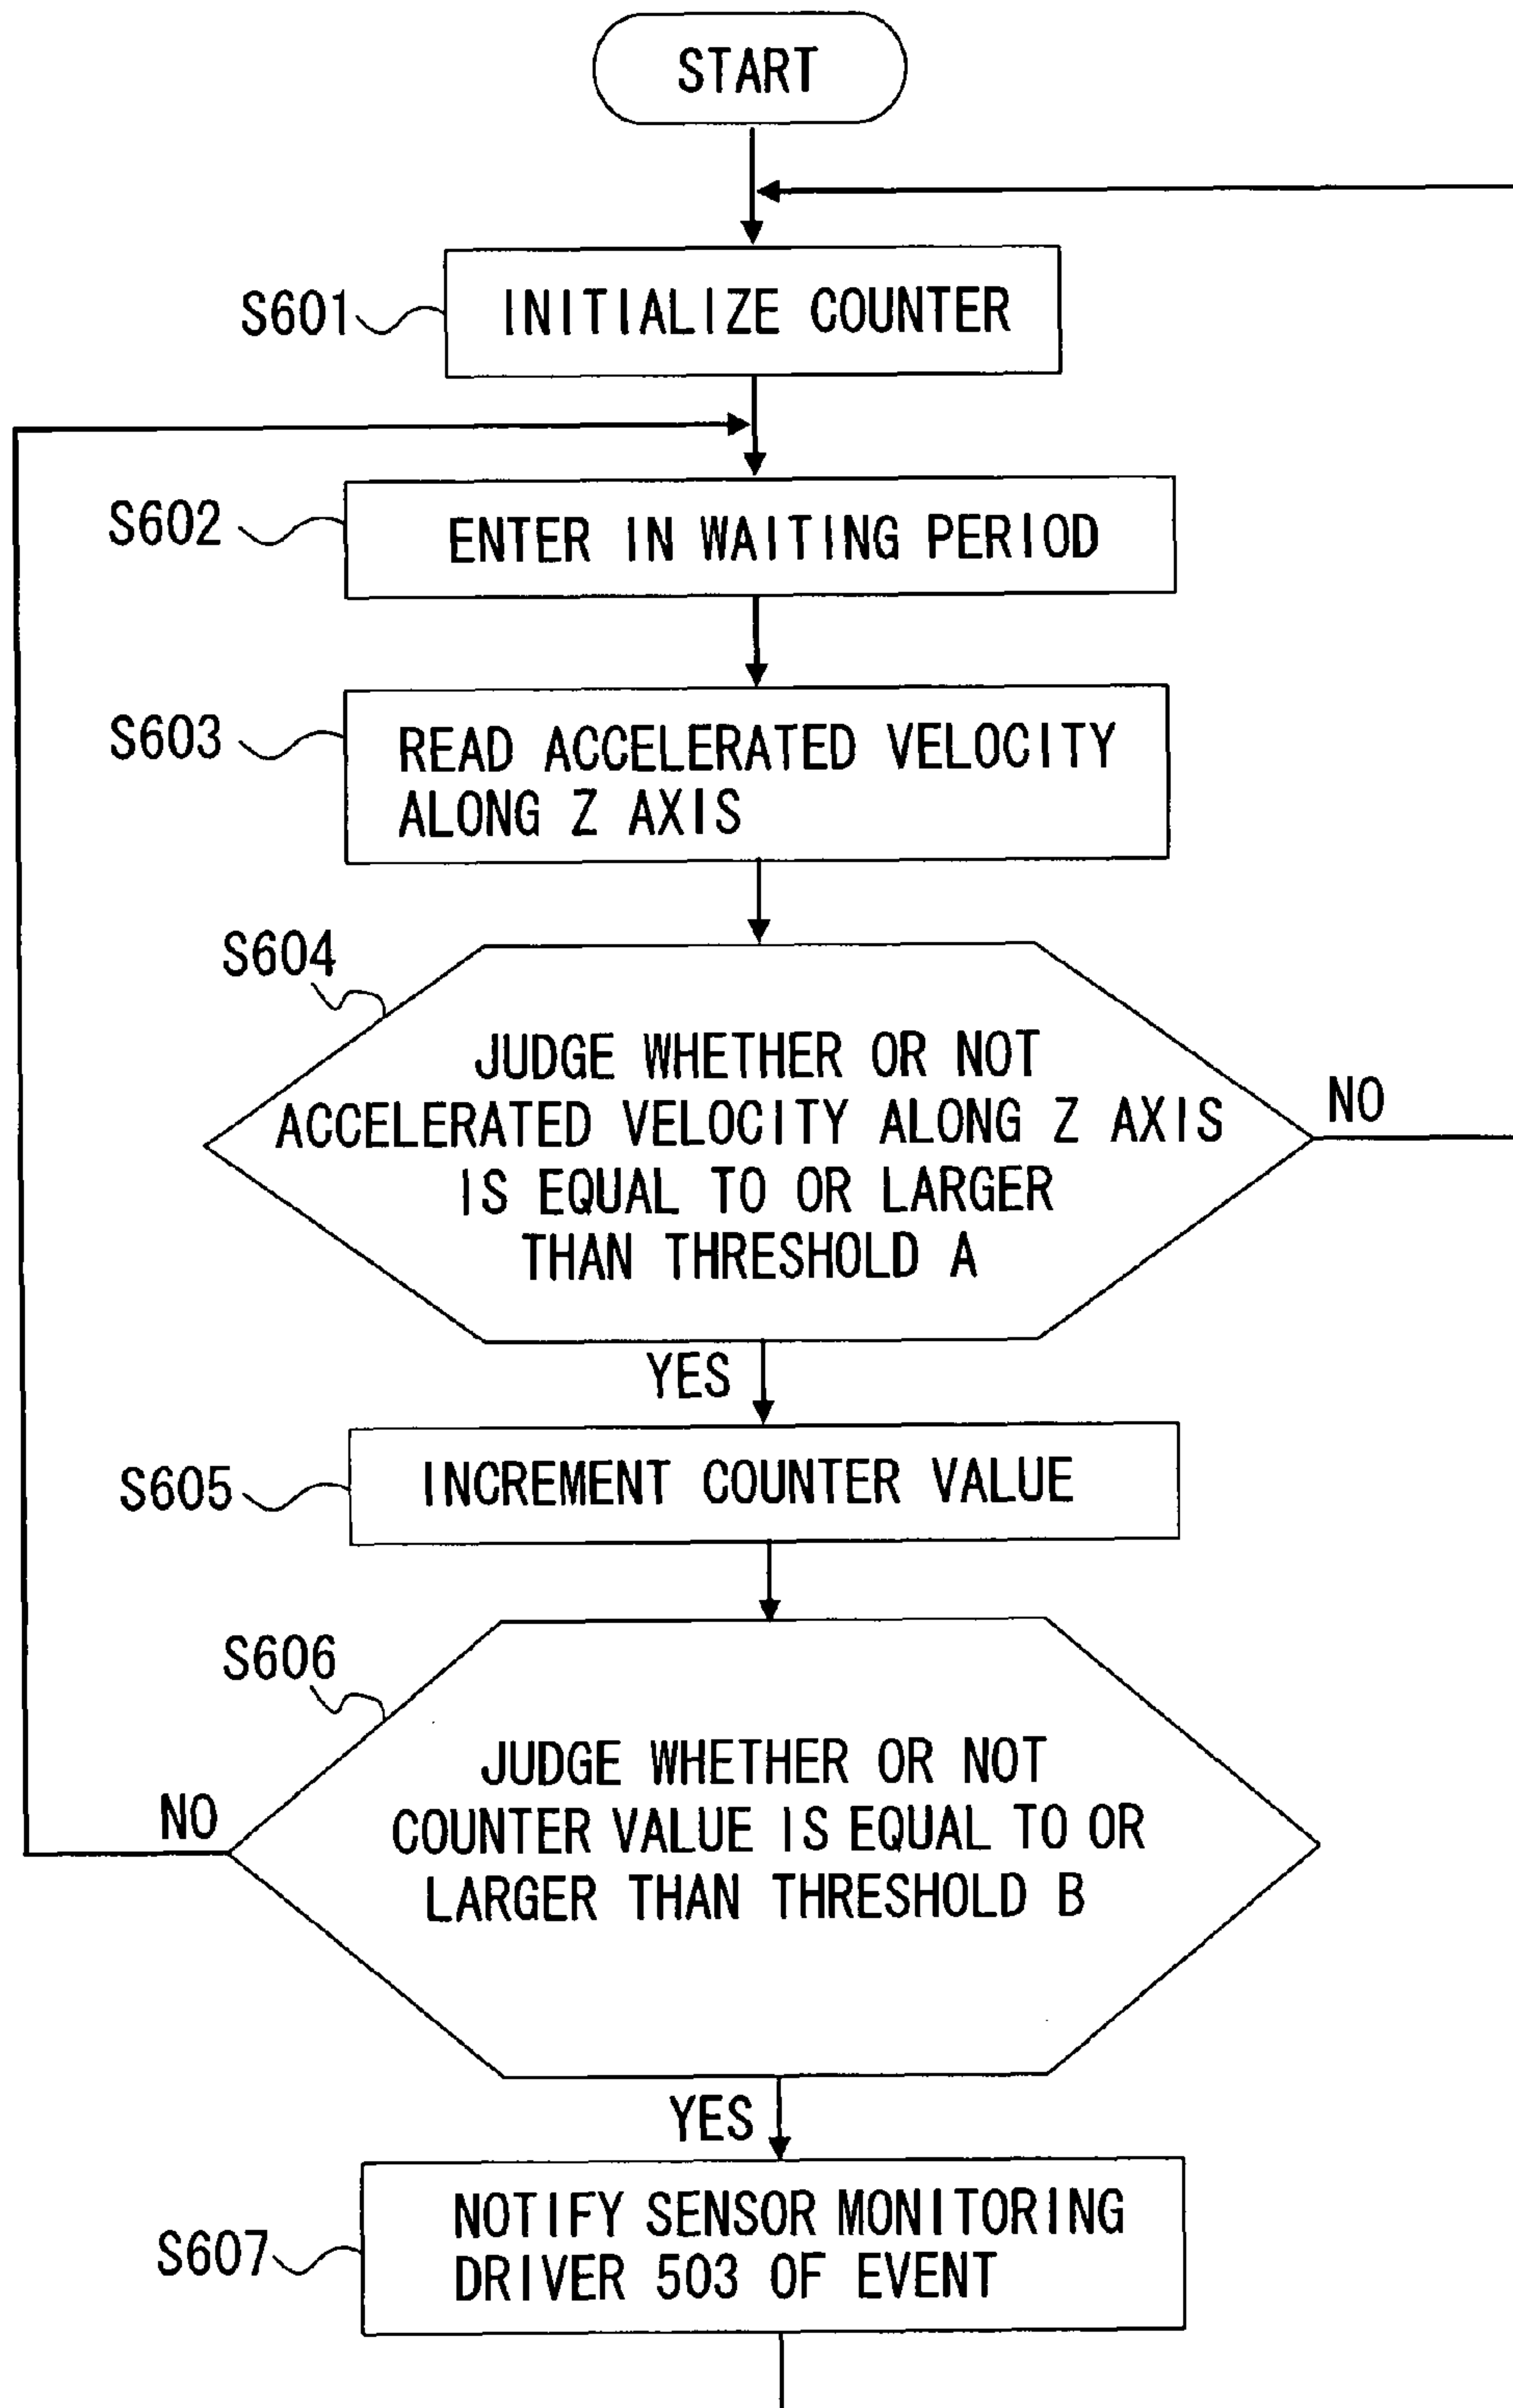 START
S601
INITIALIZE COUNTER
S602
ENTER IN WAITING PERIOD
S603
READ ACCELERATED VELOCITY
ALONG Z AXIS
S604
JUDGE WHETHER OR NOT
ACCELERATED VELOCITY ALONG Z AXIS
IS EQUAL TO OR LARGER
THAN THRESHOLD A
NO
YES
S605
INCREMENT COUNTER VALUE
S606
JUDGE WHETHER OR NOT
COUNTER VALUE IS EQUAL TO OR
LARGER THAN THRESHOLD B
NO
YES
S607
NOTIFY SENSOR MONITORING
DRIVER 503 OF EVENT